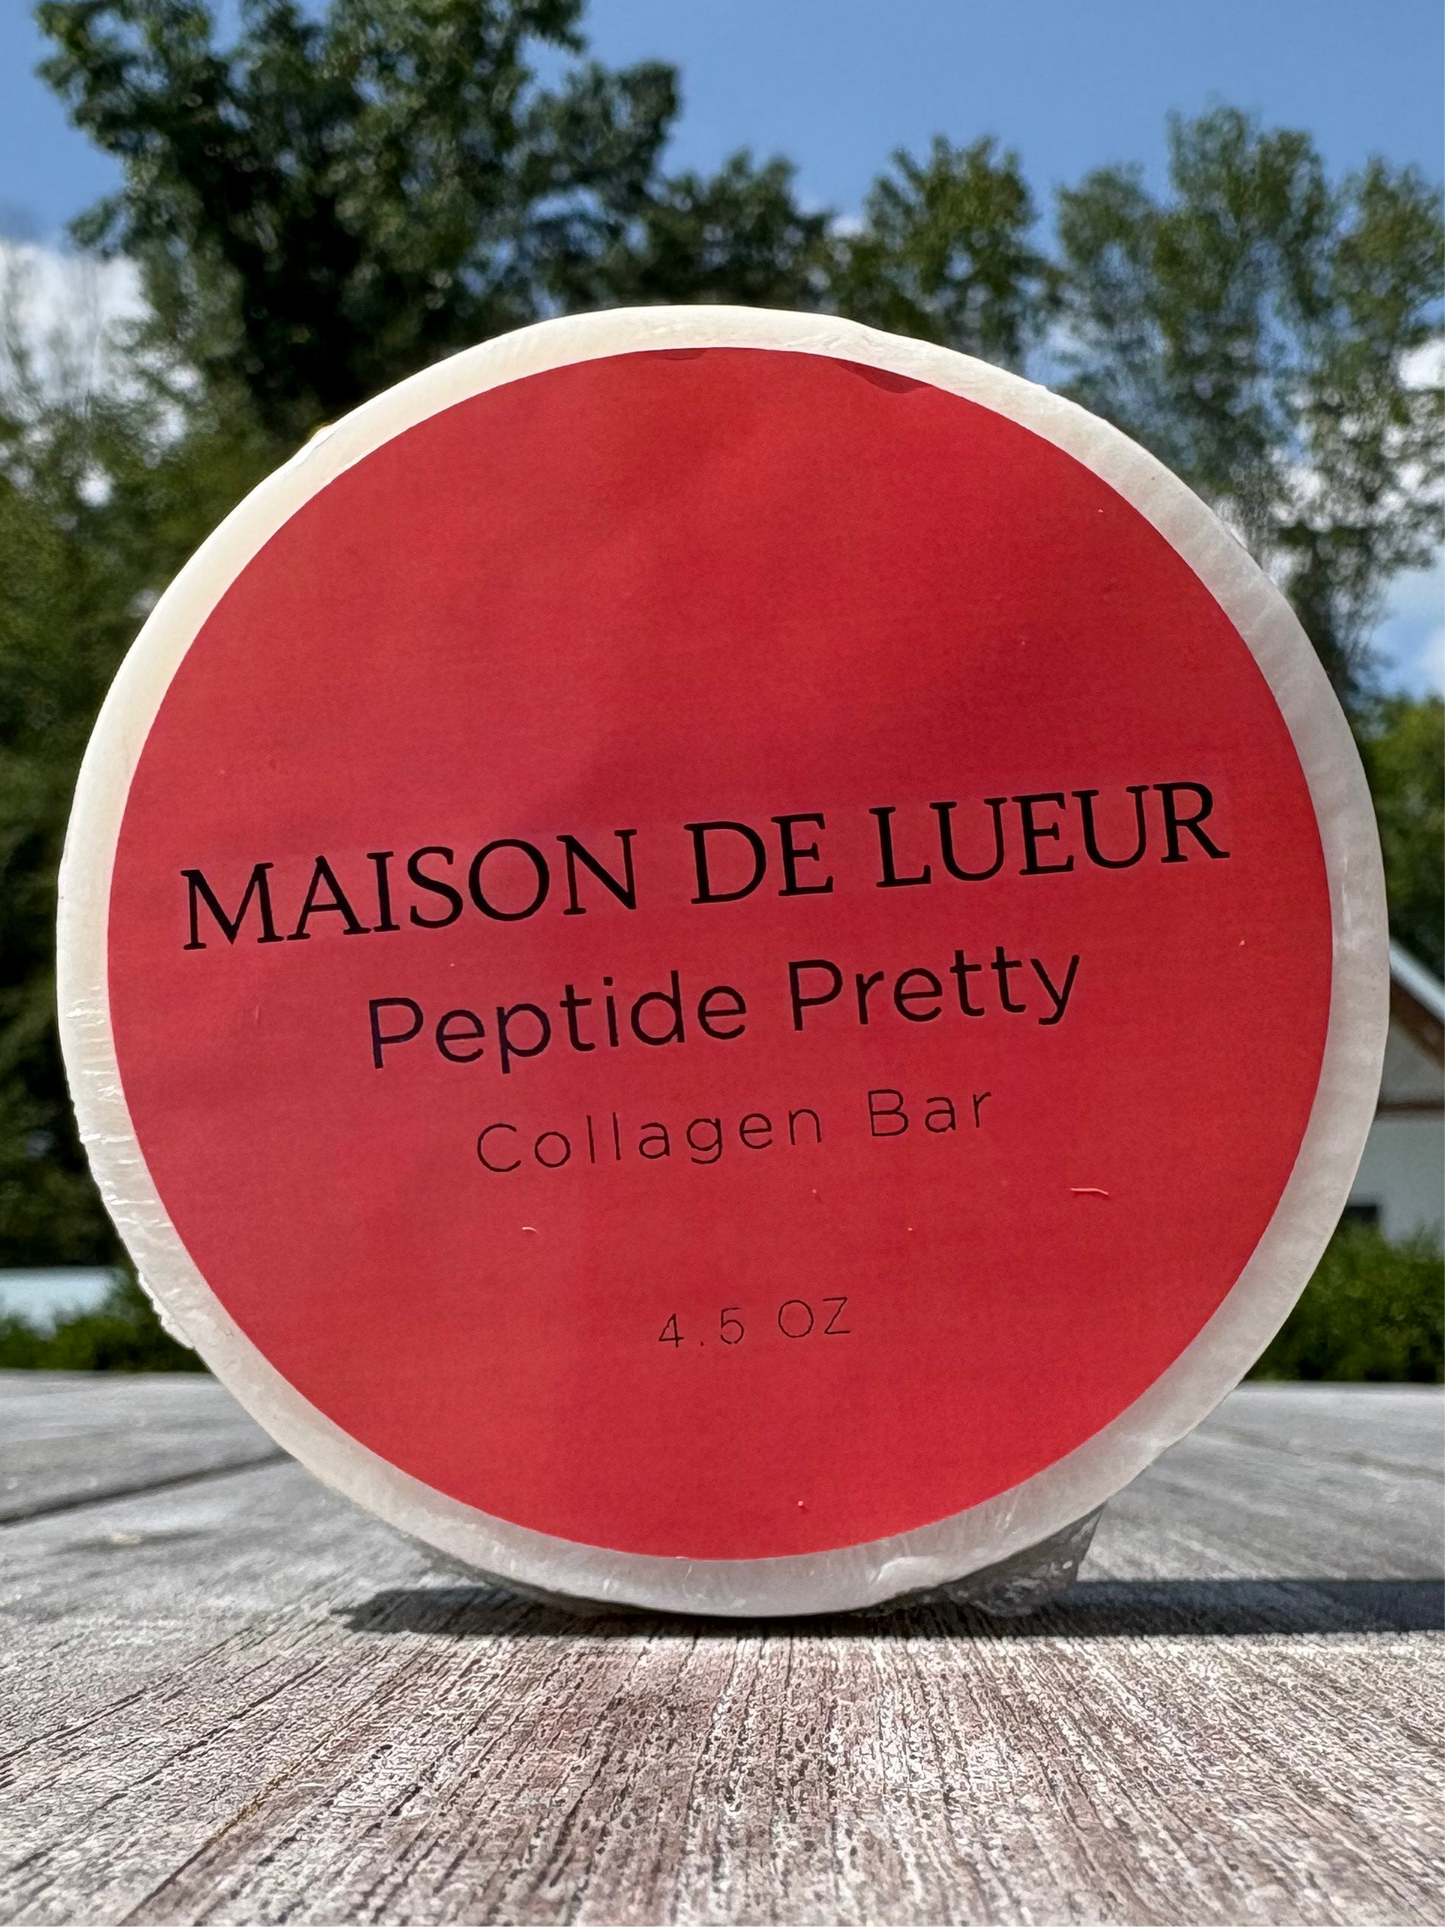 MAISON DE LUEUR
Peptide Pretty
Collagen Bar
4.5 OZ